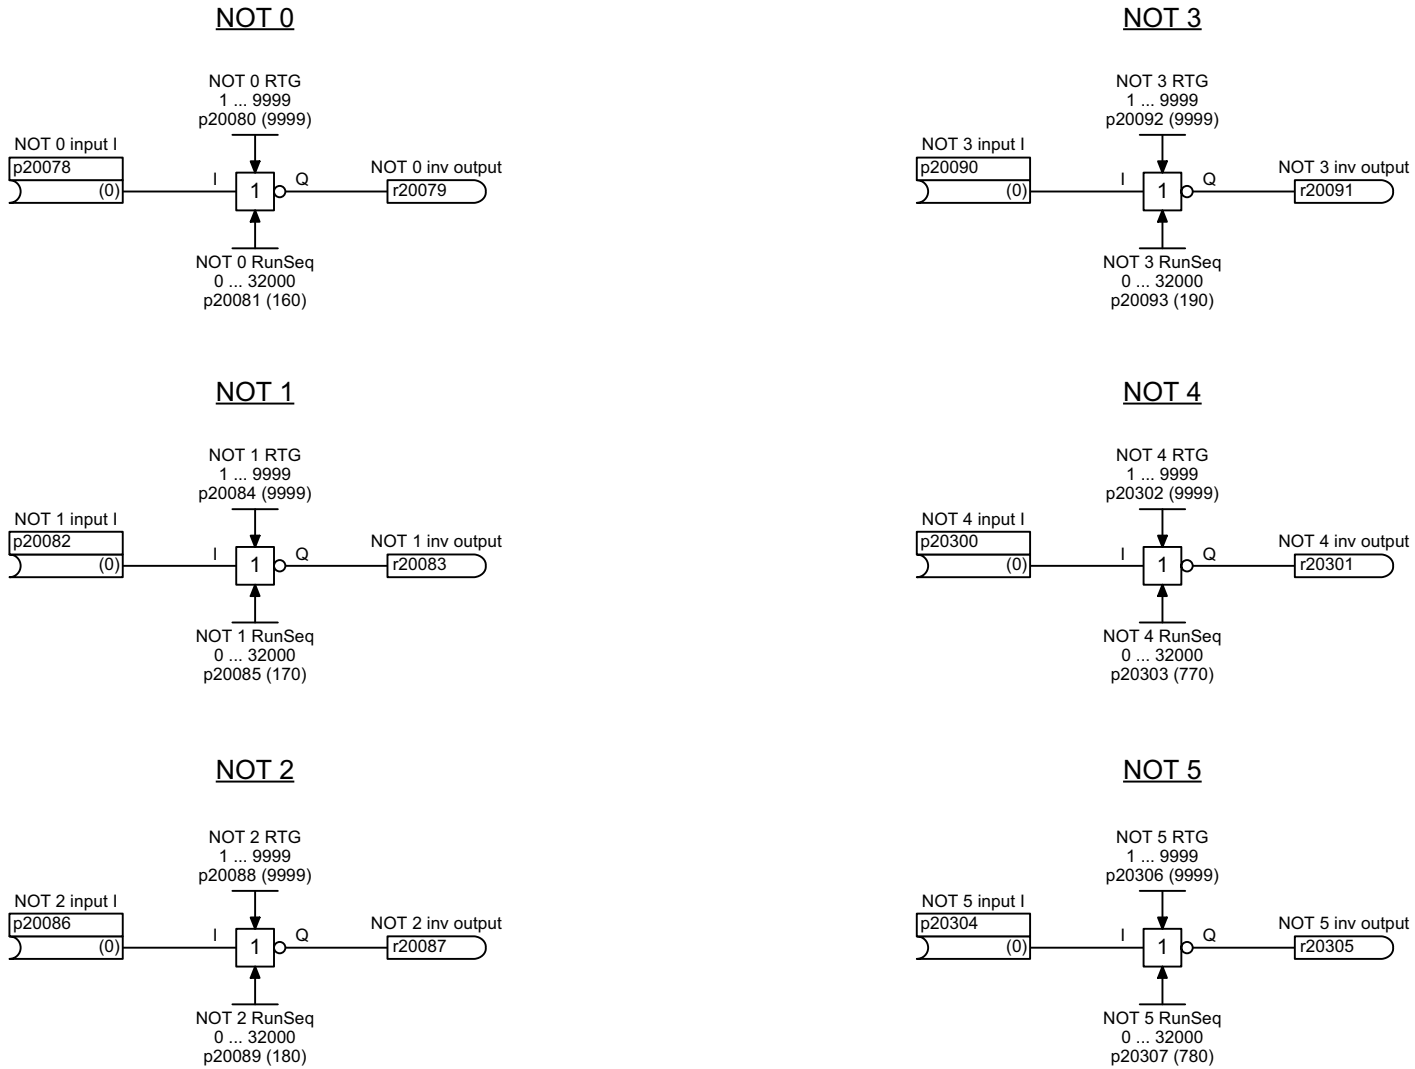 NOT 0
NOT 0 RTG
1 ... 9999
p20080 (9999)
NOT 0 input I
p20078
(0)
I
1
Q
NOT 0 inv output
r20079
NOT 0 RunSeq
0 ... 32000
p20081 (160)
NOT 1
NOT 1 RTG
1 ... 9999
p20084 (9999)
NOT 1 input I
p20082
(0)
I
1
Q
NOT 1 inv output
r20083
NOT 1 RunSeq
0 ... 32000
p20085 (170)
NOT 2
NOT 2 RTG
1 ... 9999
p20088 (9999)
NOT 2 input I
p20086
(0)
I
1
Q
NOT 2 inv output
r20087
NOT 2 RunSeq
0 ... 32000
p20089 (180)
NOT 3
NOT 3 RTG
1 ... 9999
p20092 (9999)
NOT 3 input I
p20090
(0)
I
1
Q
NOT 3 inv output
r20091
NOT 3 RunSeq
0 ... 32000
p20093 (190)
NOT 4
NOT 4 RTG
1 ... 9999
p20302 (9999)
NOT 4 input I
p20300
(0)
I
1
Q
NOT 4 inv output
r20301
NOT 4 RunSeq
0 ... 32000
p20303 (770)
NOT 5
NOT 5 RTG
1 ... 9999
p20306 (9999)
NOT 5 input I
p20304
(0)
I
1
Q
NOT 5 inv output
r20305
NOT 5 RunSeq
0 ... 32000
p20307 (780)